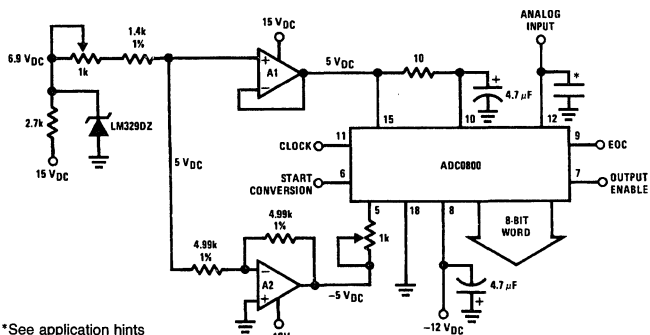 15 V_DC
ANALOG
INPUT
1.4k
1%
6.9 V_DC
1k
+
A1
−
5 V_DC
10
+
4.7 μF
*
2.7k
LM329DZ
15
10
12
15 V_DC
CLOCK
11
ADC0800
9
EOC
START
CONVERSION
6
7
OUTPUT
ENABLE
5 V_DC
5
18
8
8-BIT
WORD
4.99k
1%
1k
4.99k
1%
−
A2
+
−5 V_DC
4.7 μF
+
−12 V_DC
*See application hints